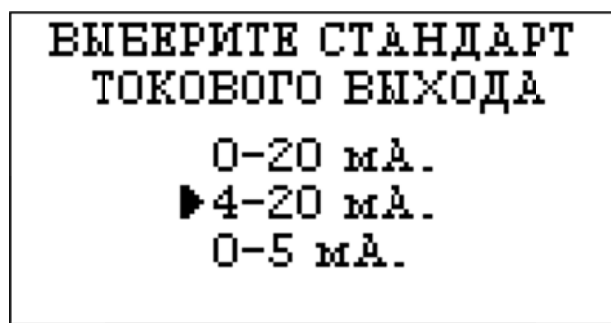 ВЫБЕРИТЕ СТАНДАРТ
ТОКОВОГО ВЫХОДА
0-20 мА.
▶4-20 мА.
0-5 мА.